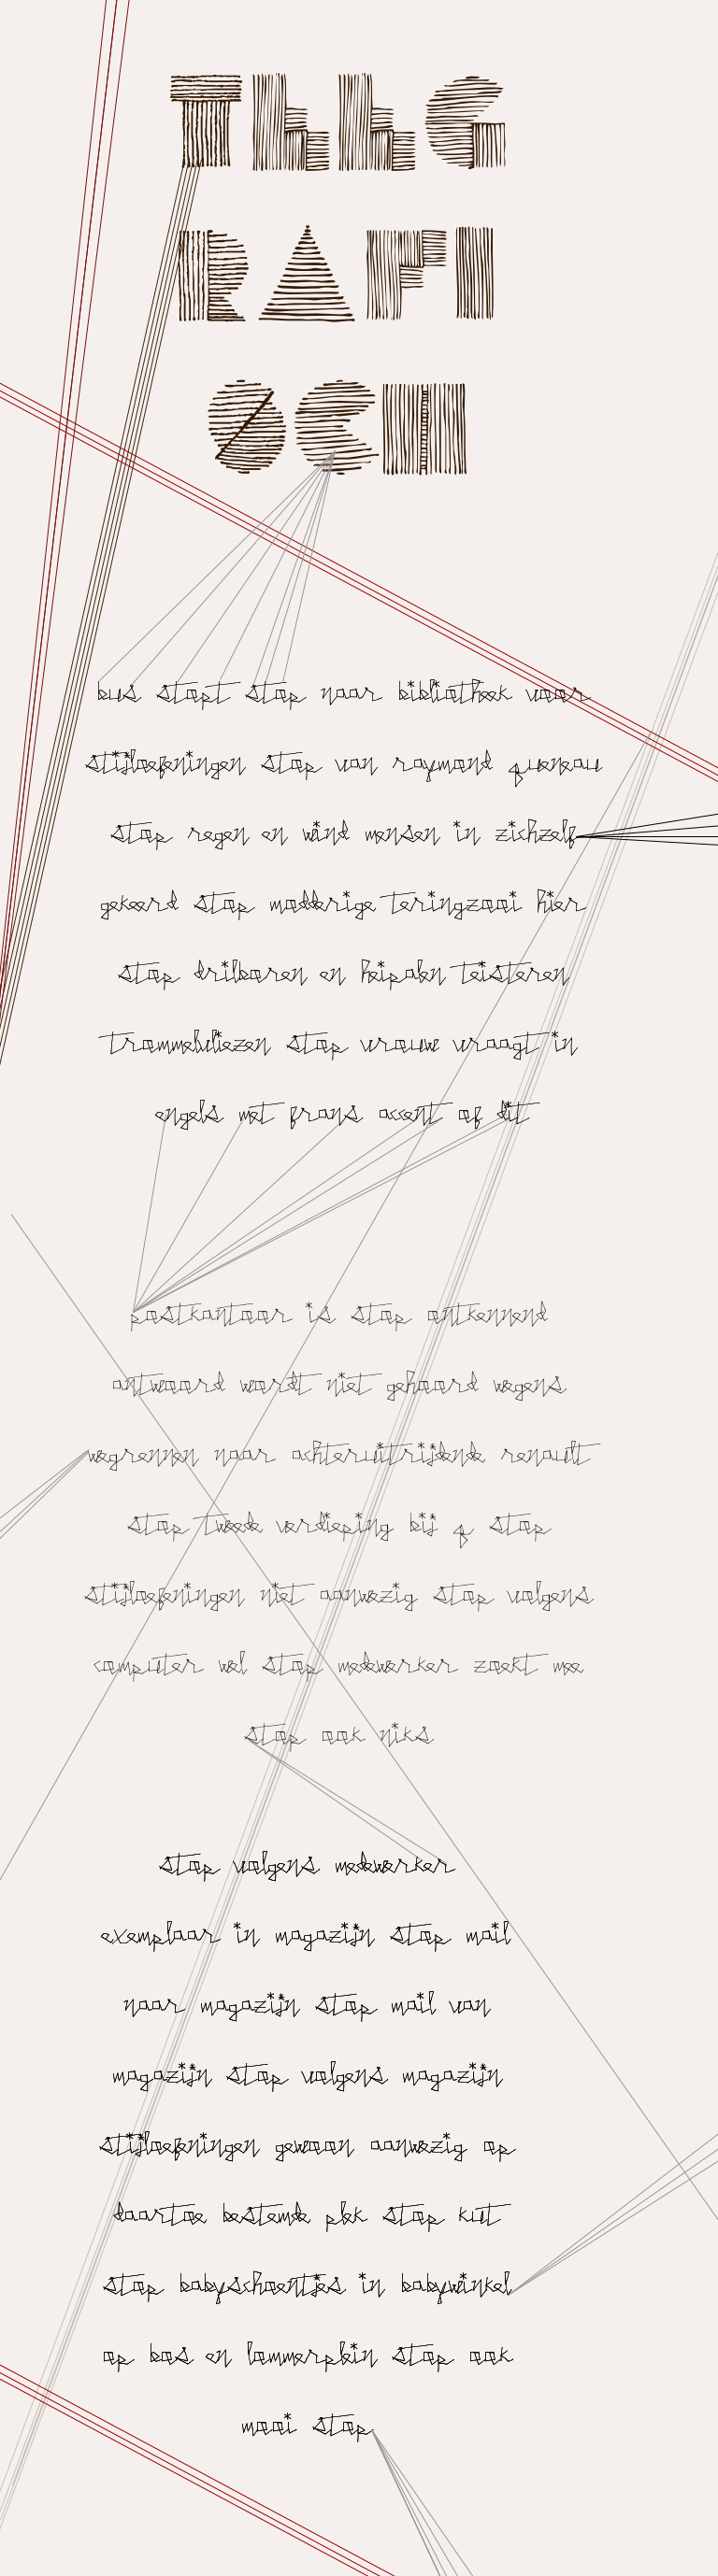 TLLG
RAFI
ØCH
bus stopt stop naar bibliotheek voor
stijloefeningen stop van raymond queneau
stop regen en wind mensen in zichzelf
gekeerd stop modderige teringzooi hier
stop drilboren en heipalen teisteren
trommelvliezen stop vrouw vraagt in
engels met frans accent of dit
postkantoor is stop ontkennend
antwoord wordt niet gehoord wegens
wegrennen naar achteruitrijdende renault
stop tweede verdieping bij q stop
stijloefeningen niet aanwezig stop volgens
computer wel stop medewerker zoekt mee
stop ook niks
stop volgens medewerker
exemplaar in magazijn stop mail
naar magazijn stop mail van
magazijn stop volgens magazijn
stijloefeningen gewoon aanwezig op
daartoe bestemde plek stop kut
stop babyschoentjes in babywinkel
op bos en lommerplein stop ook
mooi stop